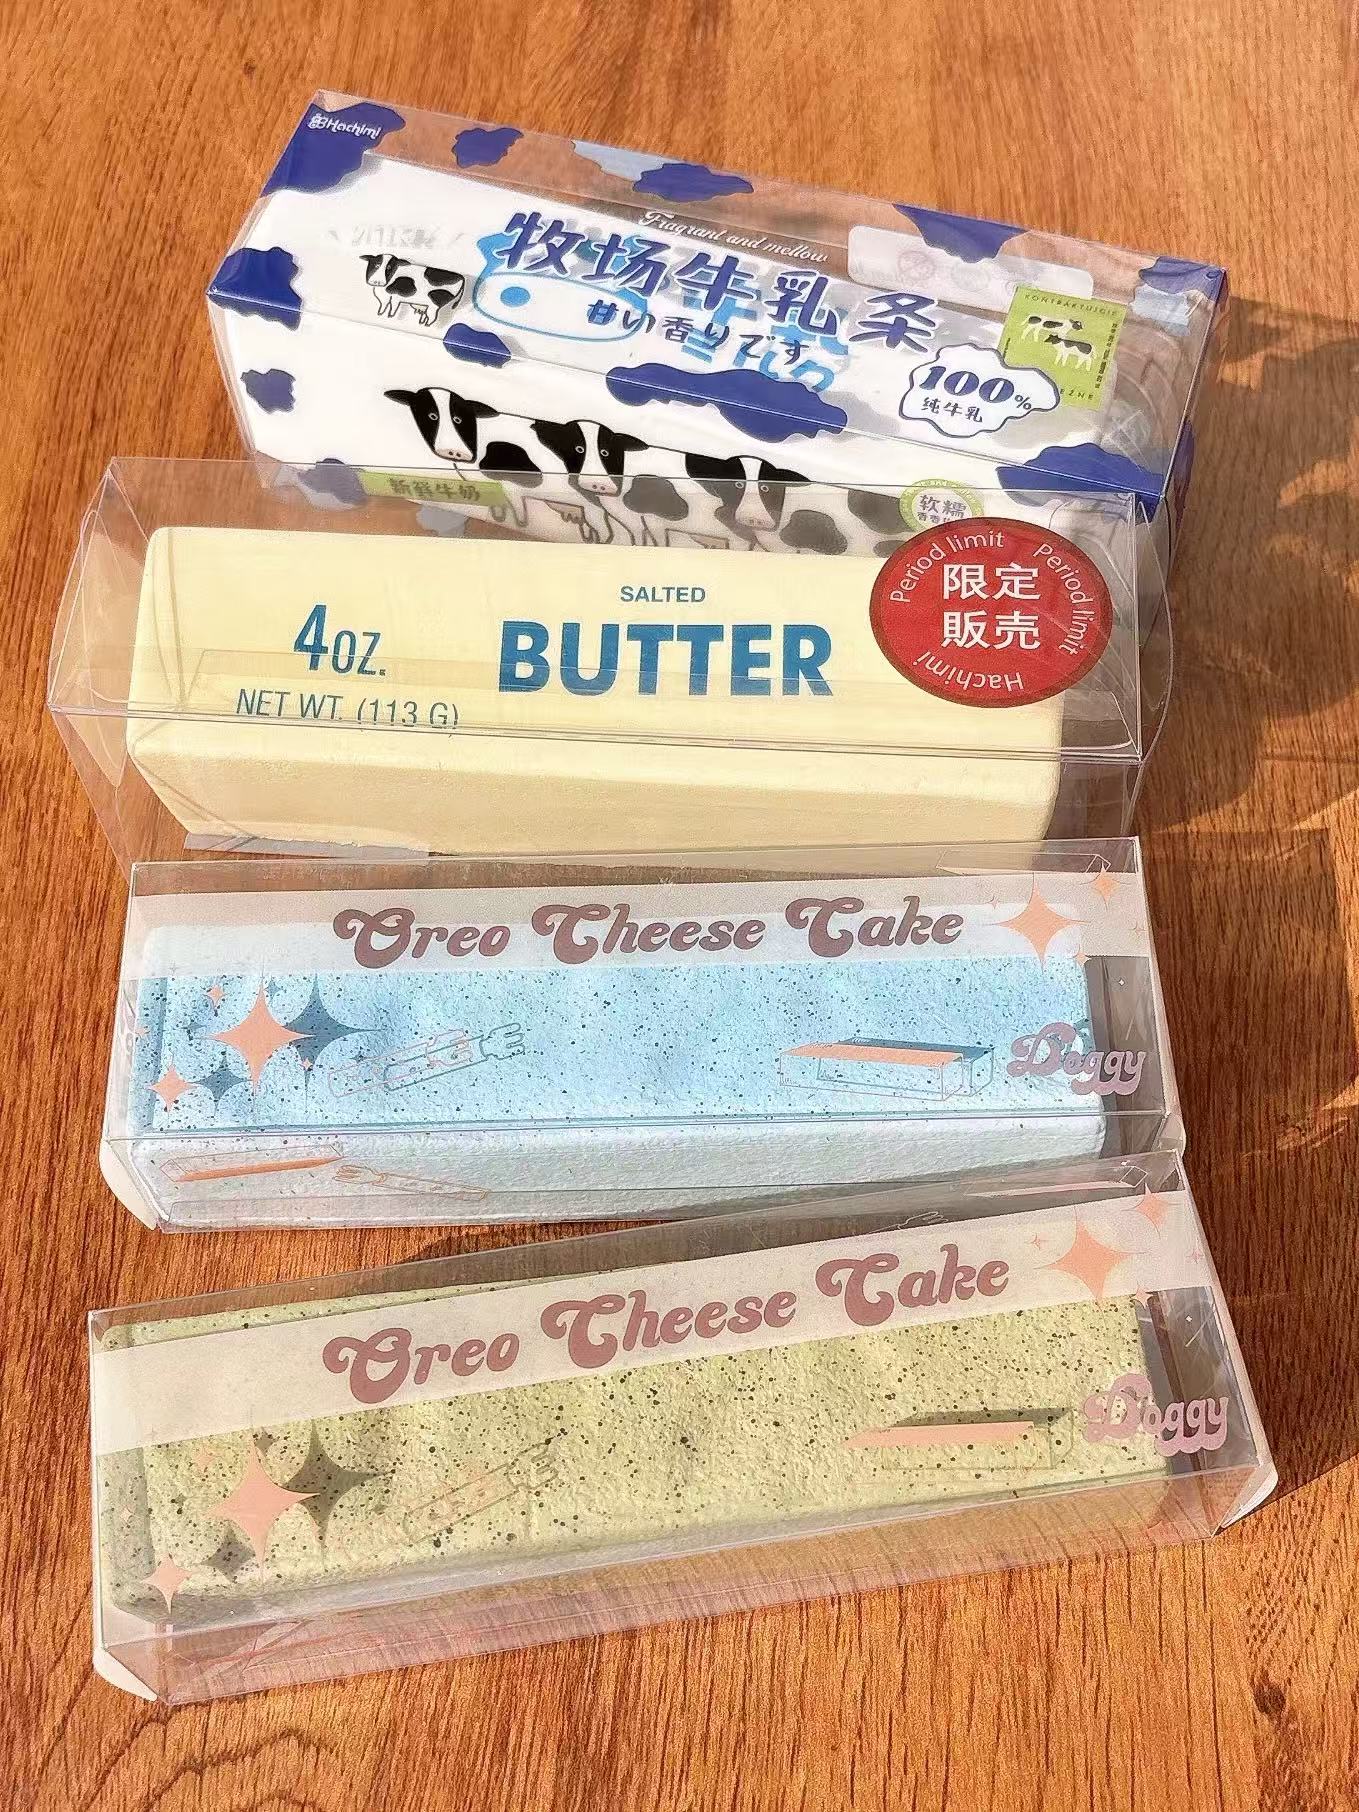 Hachimi
Fragrant and mellow
牧场牛乳条
甘い香りです
100%
纯牛乳
KONTRAKTUJGIE
EZNE
新鲜牛奶
软糯
SALTED
4OZ.
BUTTER
NET WT. (113 G)
Period limit Period limit
限定
販売
Hachimi
Oreo Cheese Cake
Doggy
Oreo Cheese Cake
Doggy